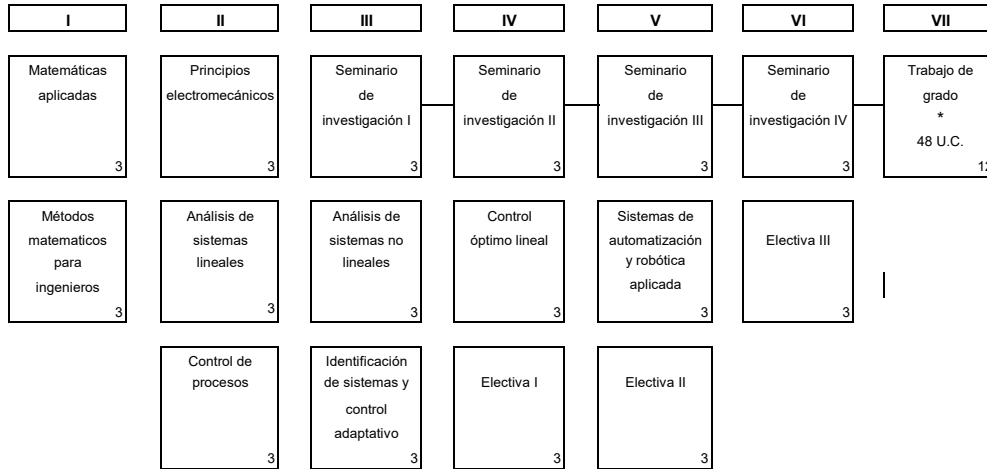 I
II
III
IV
V
VI
VII
Matemáticas
aplicadas
3
Principios
electromecánicos
3
Seminario
de
investigación I
3
Seminario
de
investigación II
3
Seminario
de
investigación III
3
Seminario
de
investigación IV
3
Trabajo de
grado
*
48 U.C.
12
Métodos
matematicos
para
ingenieros
3
Análisis de
sistemas
lineales
3
Análisis de
sistemas no
lineales
3
Control
óptimo lineal
3
Sistemas de
automatización
y robótica
aplicada
3
Electiva III
3
Control de
procesos
3
Identificación
de sistemas y
control
adaptativo
3
Electiva I
3
Electiva II
3